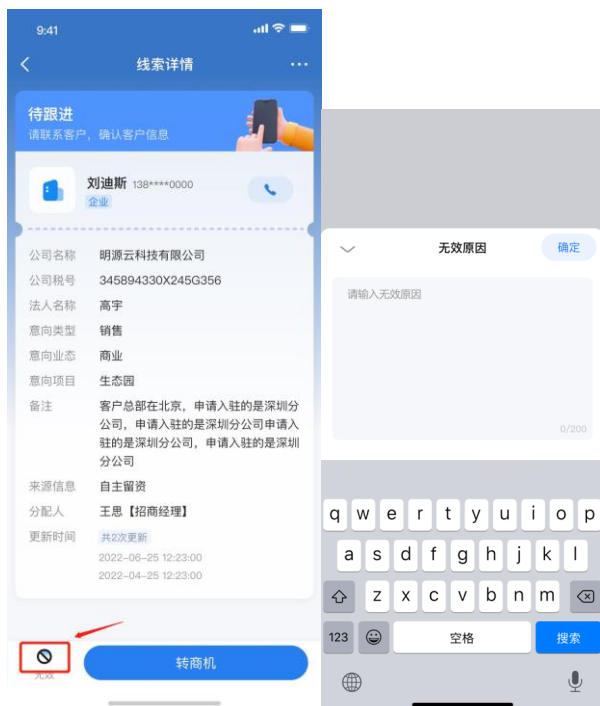 9:41
线索详情
待跟进
请联系客户，确认客户信息
刘迪斯 138****0000
企业
公司名称 明源云科技有限公司
公司税号 345894330X245G356
法人名称 高宇
意向类型 销售
意向业态 商业
意向项目 生态园
备注 客户总部在北京，申请入驻的是深圳分
公司，申请入驻的是深圳分公司申请入
驻的是深圳分公司，申请入驻的是深圳
分公司
来源信息 自主留资
分配人 王思【招商经理】
更新时间 共2次更新
2022-06-25 12:23:00
2022-04-25 12:23:00
无效
转商机
无效原因 确定
请输入无效原因
0/200
q w e r t y u i o p
a s d f g h j k l
z x c v b n m
123 空格 搜索